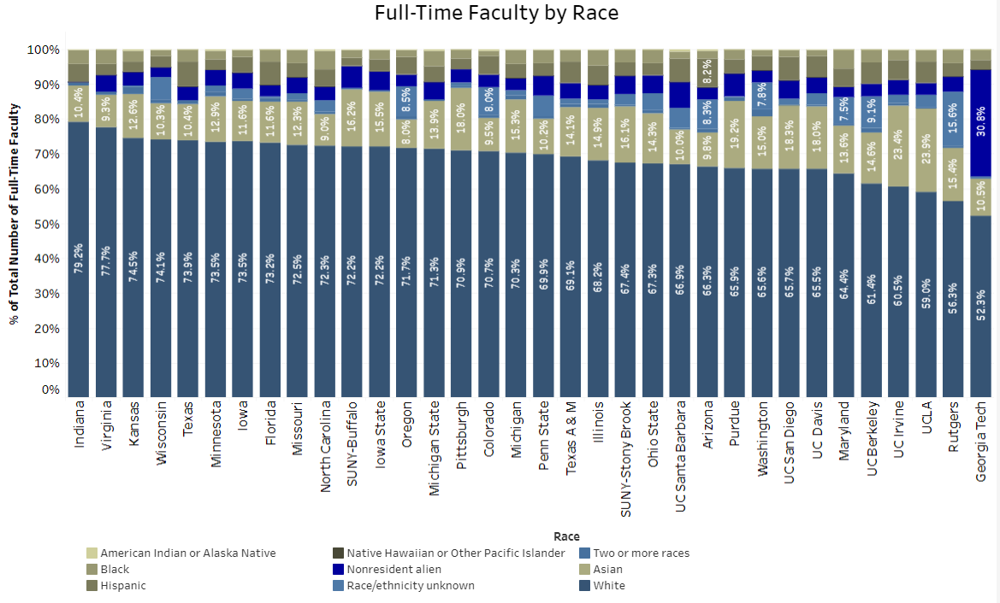 Full-Time Faculty by Race
% of Total Number of Full-Time Faculty
100%
90%
80%
70%
60%
50%
40%
30%
20%
10%
0%
10.4% 9.3% 12.6% 10.3% 10.4% 12.9% 11.6% 11.6% 12.3% 9.0% 16.2% 15.5% 8.5% 8.0% 13.9% 18.0% 8.0% 9.5% 15.3% 10.2% 14.1% 14.9% 16.1% 14.3% 10.0% 8.2% 8.3% 9.8% 19.2% 7.8% 15.0% 18.3% 18.0% 7.5% 13.6% 9.1% 14.6% 23.4% 23.9% 15.6% 15.4% 30.8% 10.5%
79.2% 77.7% 74.5% 74.1% 73.9% 73.5% 73.5% 73.2% 72.5% 72.3% 72.2% 72.2% 71.7% 71.3% 70.9% 70.7% 70.3% 69.9% 69.1% 68.2% 67.4% 67.3% 66.9% 66.3% 65.9% 65.6% 65.7% 65.5% 64.4% 61.4% 60.5% 59.0% 56.3% 52.3%
Indiana
Virginia
Kansas
Wisconsin
Texas
Minnesota
Iowa
Florida
Missouri
North Carolina
SUNY-Buffalo
Iowa State
Oregon
Michigan State
Pittsburgh
Colorado
Michigan
Penn State
Texas A & M
Illinois
SUNY-Stony Brook
Ohio State
UC Santa Barbara
Arizona
Purdue
Washington
UC San Diego
UC Davis
Maryland
UC Berkeley
UC Irvine
UCLA
Rutgers
Georgia Tech
Race
American Indian or Alaska Native
Native Hawaiian or Other Pacific Islander
Two or more races
Black
Nonresident alien
Asian
Hispanic
Race/ethnicity unknown
White